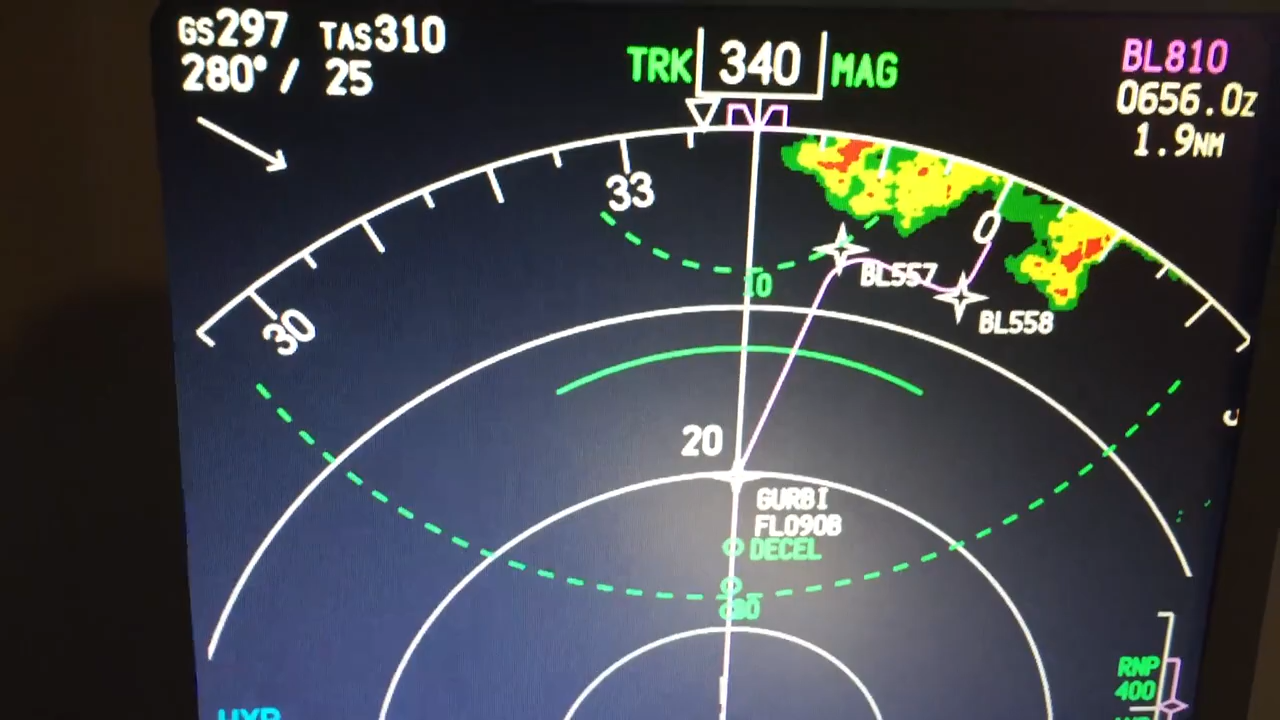 GS297 TAS310
280°/ 25
TRK 340 MAG
BL810
0656.0Z
1.9NM
33
0
30
10
BL557
BL558
20
GURBI
FL090B
DECEL
RNP
400